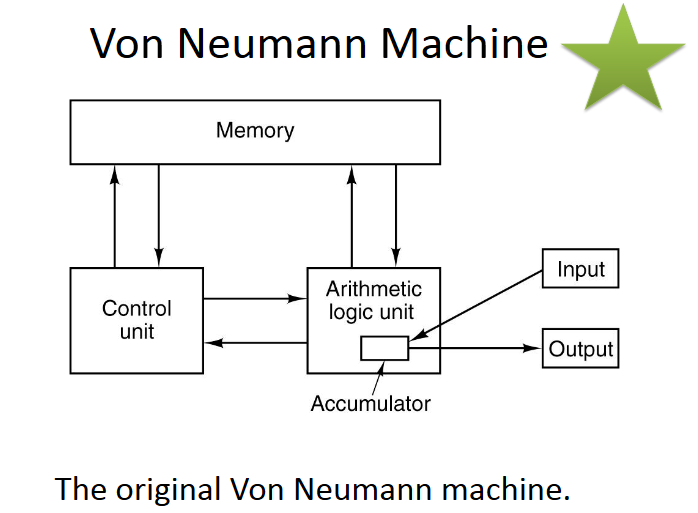 Von Neumann Machine
Memory
Control
unit
Arithmetic
logic unit
Input
Output
Accumulator
The original Von Neumann machine.